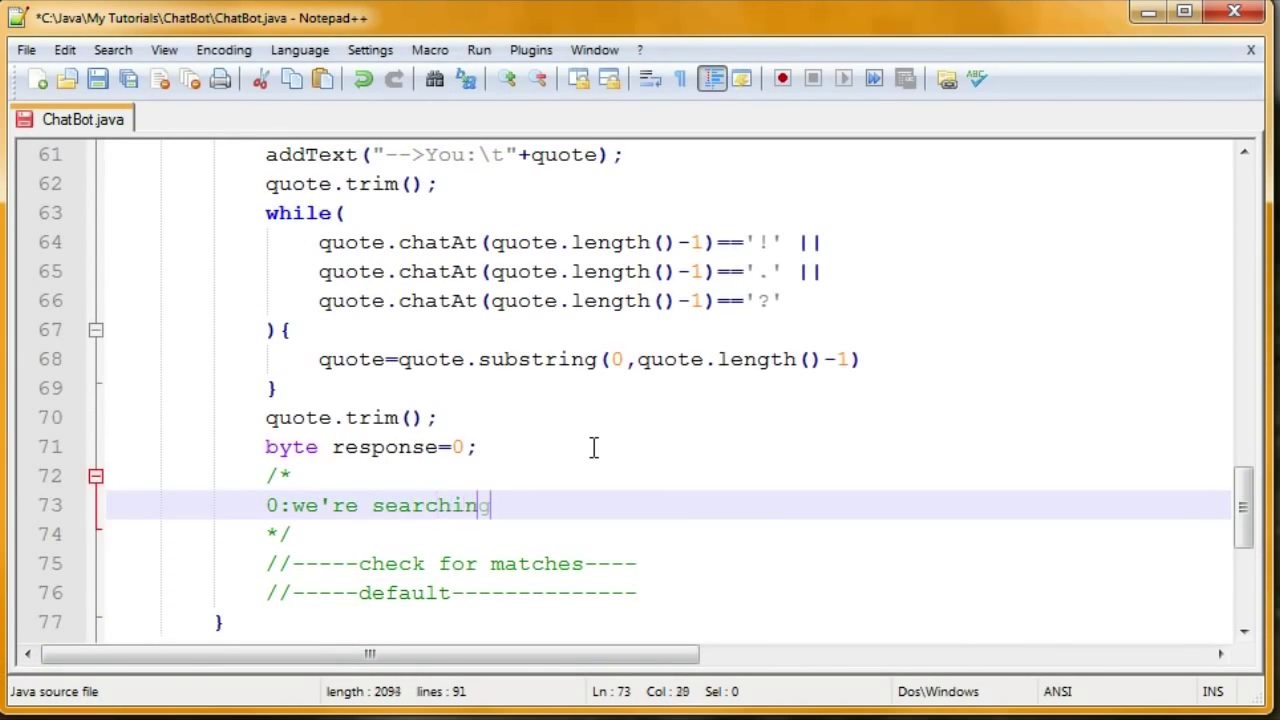 *C:\Java\My Tutorials\ChatBot\ChatBot.java - Notepad++
File Edit Search View Encoding Language Settings Macro Run Plugins Window ? X
ChatBot.java
61 addText("-->You:\t"+quote);
62 quote.trim();
63 while(
64 quote.chatAt(quote.length()-1)=='!' ||
65 quote.chatAt(quote.length()-1)=='.' ||
66 quote.chatAt(quote.length()-1)=='?'
67 ){
68 quote=quote.substring(0,quote.length()-1)
69 }
70 quote.trim();
71 byte response=0;
72 /*
73 0:we're searching
74 */
75 //-----check for matches----
76 //-----default--------------
77 }
Java source file length : 2094 lines : 91 Ln : 73 Col : 29 Sel : 0 Dos\Windows ANSI INS